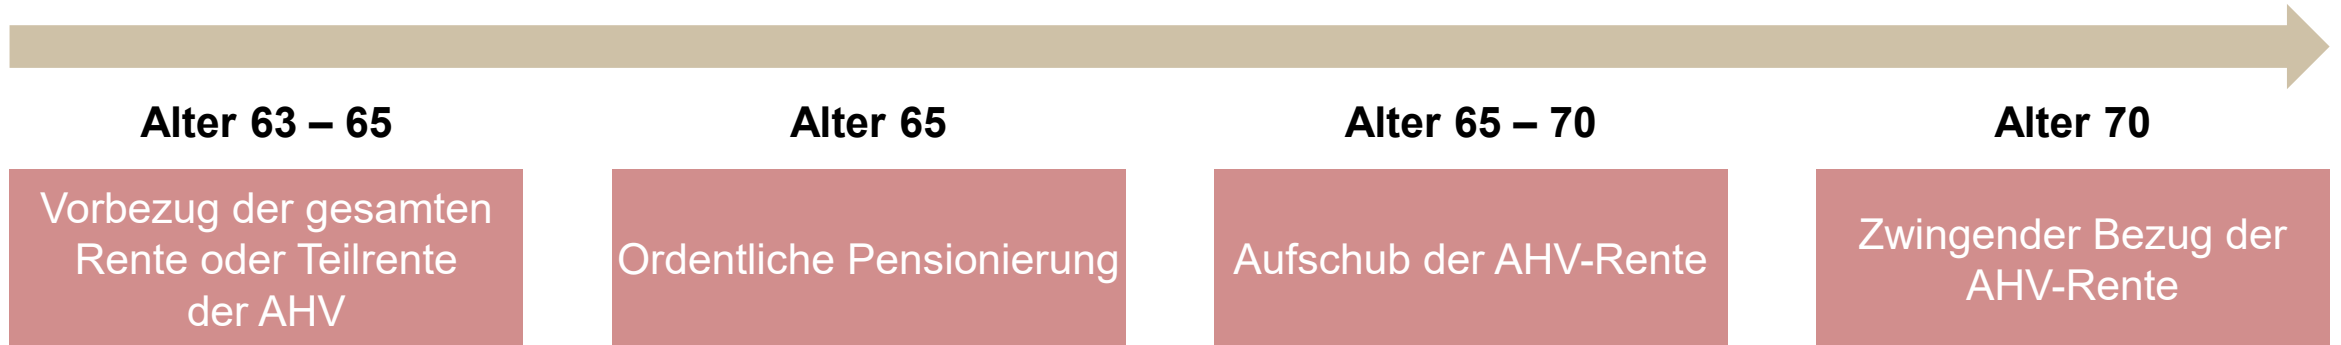 Alter 63 – 65
Vorbezug der gesamten
Rente oder Teilrente
der AHV
Alter 65
Ordentliche Pensionierung
Alter 65 – 70
Aufschub der AHV-Rente
Alter 70
Zwingender Bezug der
AHV-Rente